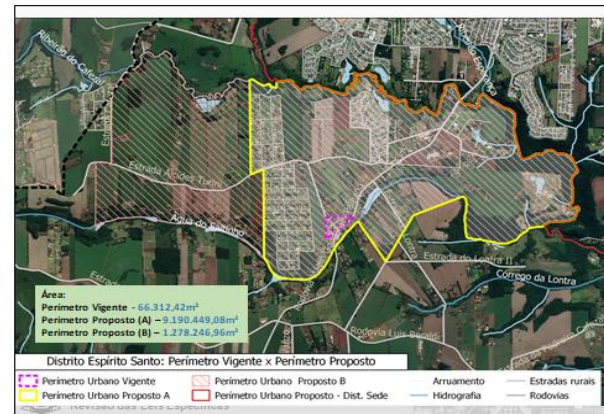 Ribeirão do Cafezal
Estrada Alcides Turini
Água do
Estrada do Lontra II
Córrego da Lontra
Rodovia Luís Beraldi
Área:
Perímetro Vigente - 66.312,42m²
Perímetro Proposto (A) – 9.190.449,08m²
Perímetro Proposto (B) – 1.278.246,96m²
Distrito Espírito Santo: Perímetro Vigente x Perímetro Proposto
Perímetro Urbano Vigente
Perímetro Urbano Proposto B
Arruamento
Estradas rurais
Perímetro Urbano Proposto A
Perímetro Urbano Proposto - Dist. Sede
Hidrografia
Rodovias
Revisão das Leis Específicas